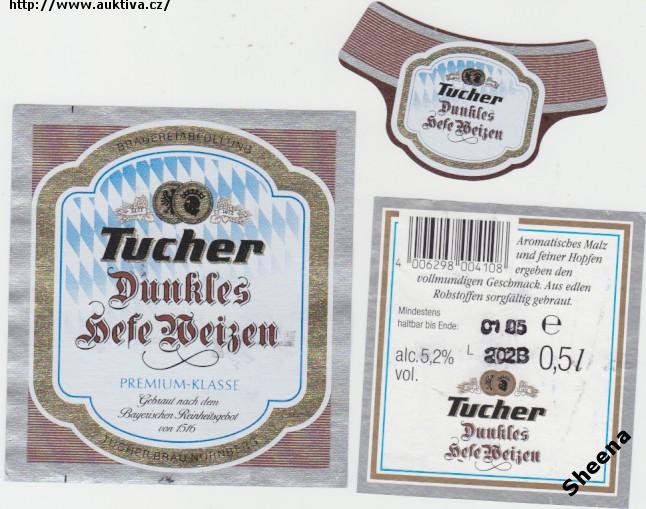 http://www.auktiva.cz/
BRAUEREIABFÜLLUNG
SEIT 1672
Tucher
Dunkles
Hefe Weizen
PREMIUM-KLASSE
Gebraut nach dem
Bayerischen Reinheitsgebot
von 1516
TUCHER BRÄU NÜRNBERG
Tucher
Dunkles
Hefe Weizen
4 006298 004108
Aromatisches Malz
und feiner Hopfen
ergeben den
vollmundigen Geschmack. Aus edlen
Rohstoffen sorgfältig gebraut.
Mindestens
haltbar bis Ende:
01 05 e
alc. 5,2% L 202B 0,5 l
vol.
Tucher
Dunkles
Hefe Weizen
Sheena